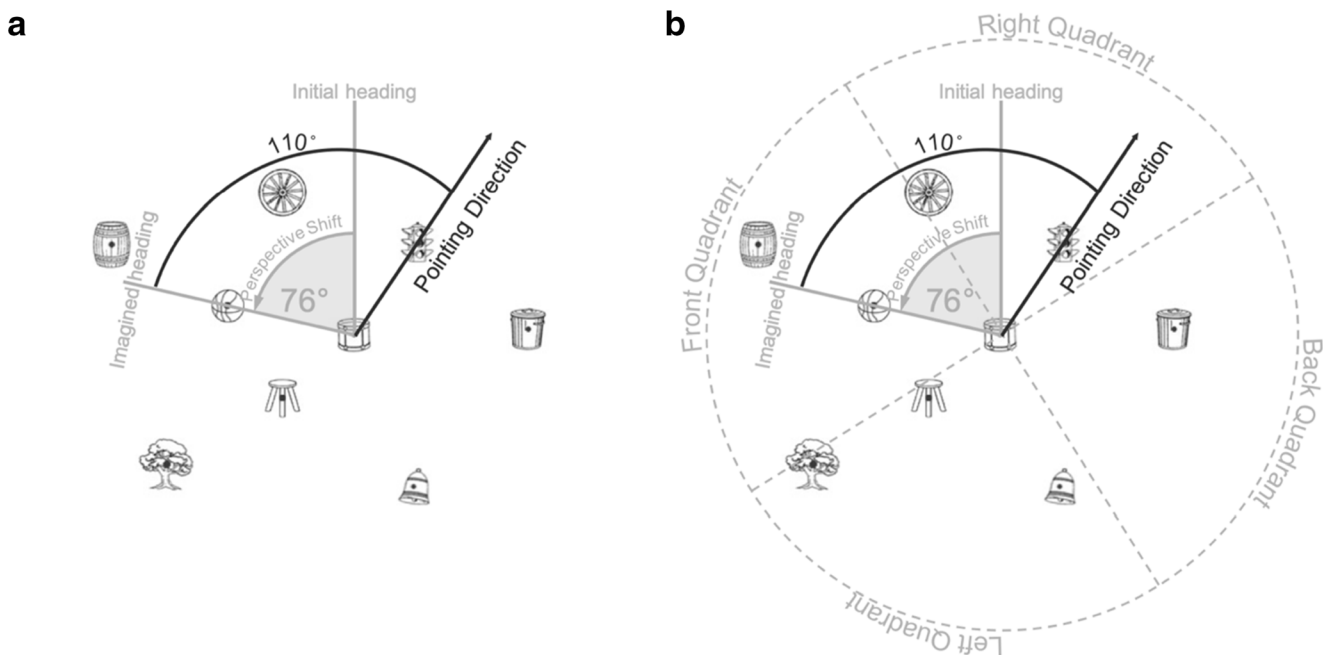 a
Initial heading
110°
Perspective Shift
76°
Pointing Direction
Imagined heading
b
Right Quadrant
Initial heading
110°
Front Quadrant
Perspective Shift
76°
Pointing Direction
Imagined heading
Back Quadrant
Left Quadrant